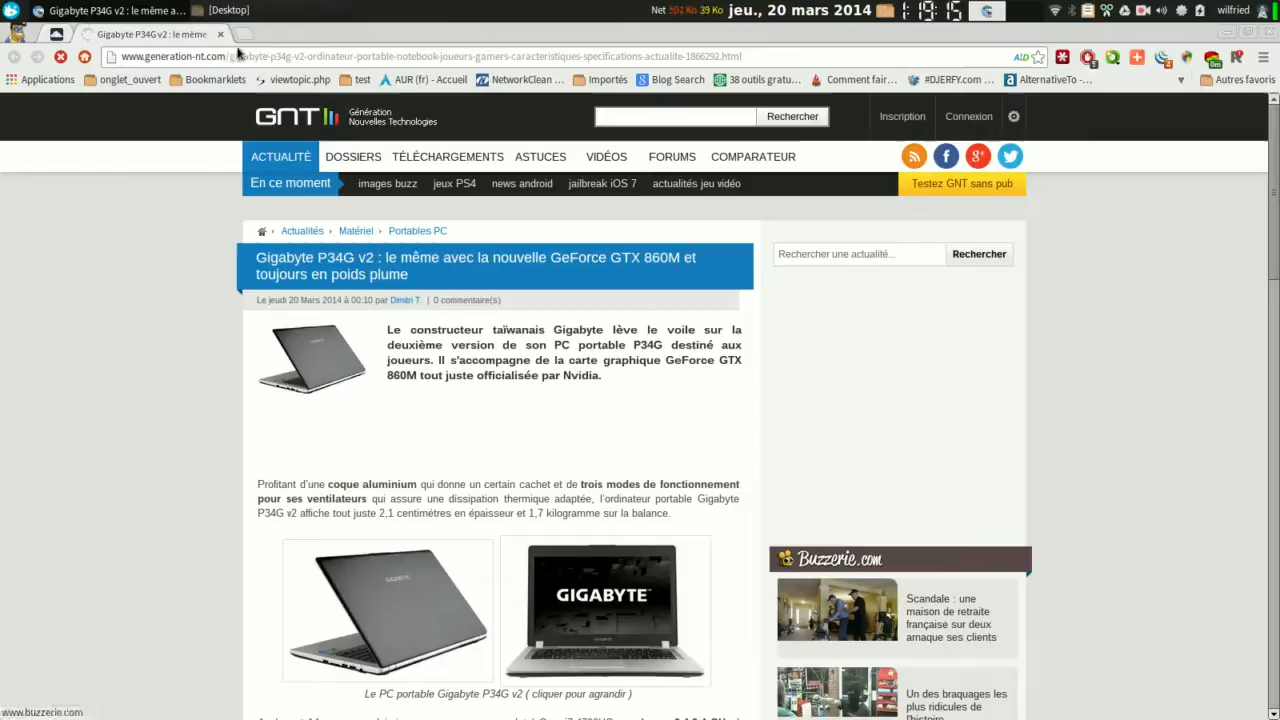 Gigabyte P34G v2 : le même a...
[Desktop]
Net 39 Ko
jeu., 20 mars 2014
1 19 15
wilfried
Gigabyte P34G v2 : le même
www.generation-nt.com/gigabyte-p34g-v2-ordinateur-portable-notebook-joueurs-gamers-caracteristiques-specifications-actualite-1866292.html
Applications
onglet_ouvert
Bookmarklets
viewtopic.php
test
AUR (fr) - Accueil
NetworkClean ...
Importés
Blog Search
38 outils gratu...
Comment fair...
#DJERFY.com ...
AlternativeTo -...
Autres favoris
GNT
Génération
Nouvelles Technologies
Rechercher
Inscription
Connexion
ACTUALITÉ
DOSSIERS
TÉLÉCHARGEMENTS
ASTUCES
VIDÉOS
FORUMS
COMPARATEUR
En ce moment
images buzz
jeux PS4
news android
jailbreak iOS 7
actualités jeu vidéo
Testez GNT sans pub
Actualités
Matériel
Portables PC
Gigabyte P34G v2 : le même avec la nouvelle GeForce GTX 860M et
toujours en poids plume
Rechercher une actualité...
Rechercher
Le jeudi 20 Mars 2014 à 00:10 par Dimitri T. | 0 commentaire(s)
Le constructeur taïwanais Gigabyte lève le voile sur la
deuxième version de son PC portable P34G destiné aux
joueurs. Il s'accompagne de la carte graphique GeForce GTX
860M tout juste officialisée par Nvidia.
Profitant d'une coque aluminium qui donne un certain cachet et de trois modes de fonctionnement
pour ses ventilateurs qui assure une dissipation thermique adaptée, l'ordinateur portable Gigabyte
P34G v2 affiche tout juste 2,1 centimètres en épaisseur et 1,7 kilogramme sur la balance.
GIGABYTE
GIGABYTE
Le PC portable Gigabyte P34G v2 ( cliquer pour agrandir )
Buzzerie.com
Scandale : une
maison de retraite
française sur deux
arnaque ses clients
Un des braquages les
plus ridicules de
l'histoire
www.buzzerie.com